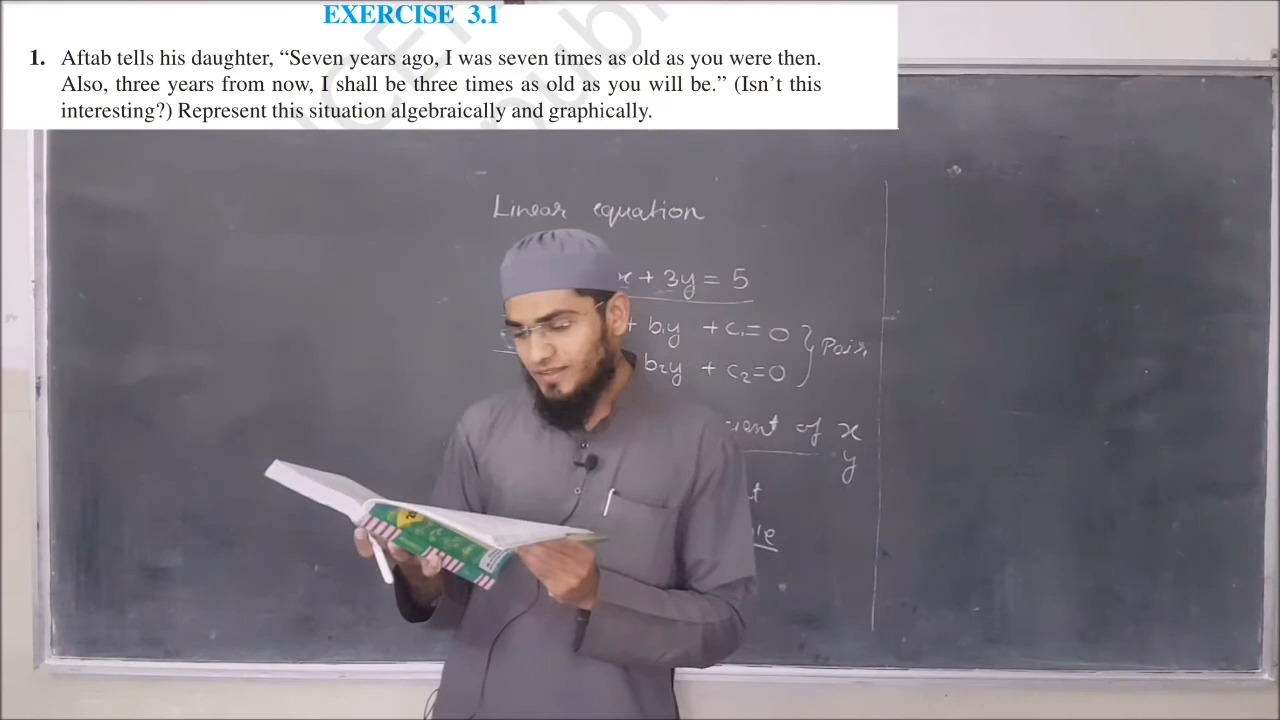 EXERCISE 3.1
1. Aftab tells his daughter, “Seven years ago, I was seven times as old as you were then.
Also, three years from now, I shall be three times as old as you will be.” (Isn’t this
interesting?) Represent this situation algebraically and graphically.
Linear equation
x + 3y = 5
+ b₁y + c₁ = 0
b₂y + c₂ = 0
} Pair
of x
y